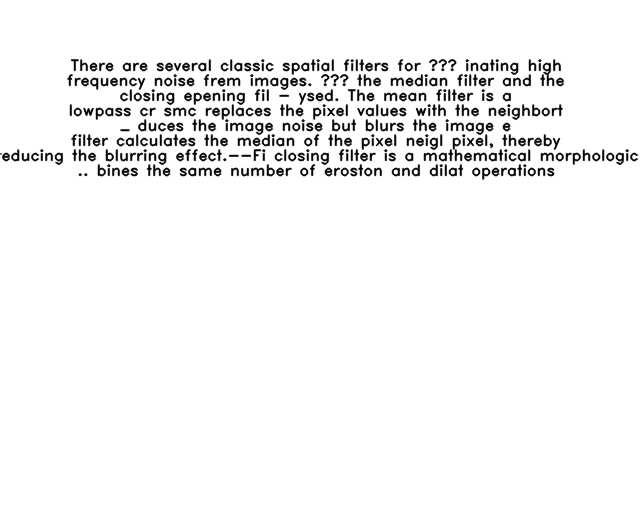 There are several classic spatial filters for ??? inating high
frequency noise frem images. ??? the median filter and the
closing epening fil – ysed. The mean filter is a
lowpass cr smc replaces the pixel values with the neighbort
_ duces the image noise but blurs the image e
filter calculates the median of the pixel neigl pixel, thereby
reducing the blurring effect.––Fi closing filter is a mathematical morphologic
.. bines the same number of eroston and dilat operations